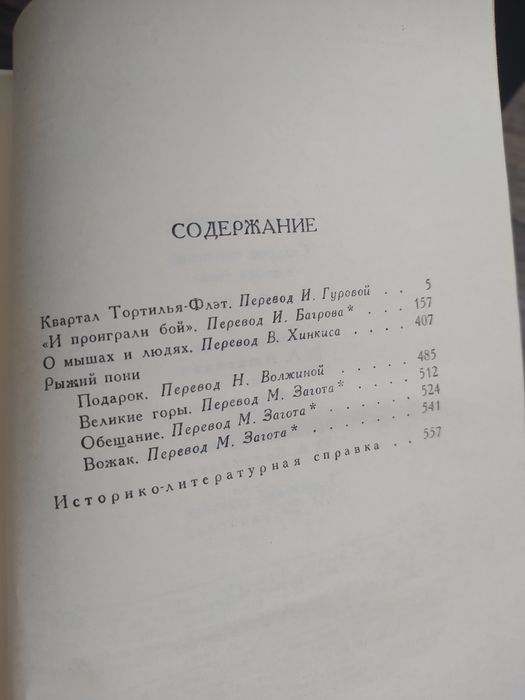 СОДЕРЖАНИЕ
Квартал Тортилья-Флэт. Перевод И. Гуровой . . 5
«И проиграли бой». Перевод И. Багрова* . . . 157
О мышах и людях. Перевод В. Хинкиса . . . 407
Рыжий пони
Подарок. Перевод Н. Волжиной . . . . . 485
Великие горы. Перевод М. Загота* . . . . . 512
Обещание. Перевод М. Загота* . . . . . . 524
Вожак. Перевод М. Загота* . . . . . . . 541
Историко-литературная справка . . 557